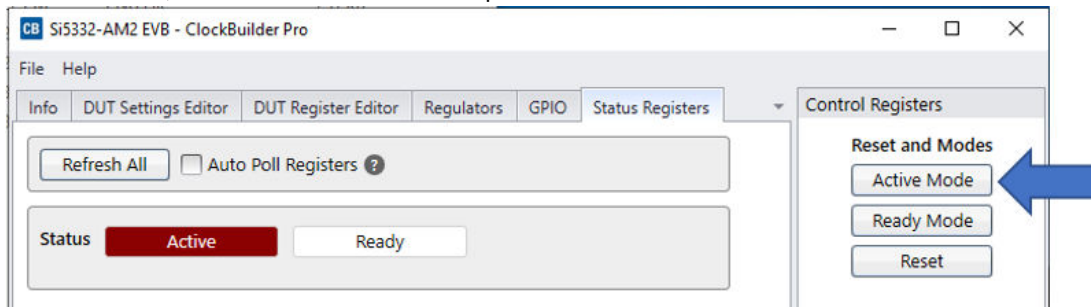 CB Si5332-AM2 EVB - ClockBuilder Pro
File Help
Info DUT Settings Editor DUT Register Editor Regulators GPIO Status Registers
Control Registers
Refresh All Auto Poll Registers ?
Status Active Ready
Reset and Modes
Active Mode
Ready Mode
Reset